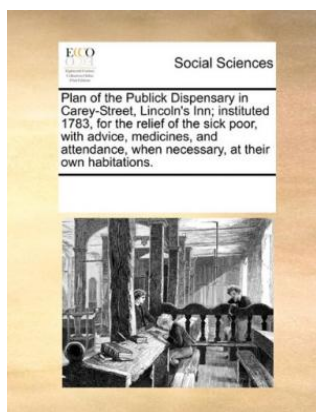 ECCO
Social Sciences
Plan of the Publick Dispensary in
Carey-Street, Lincoln's Inn; instituted
1783, for the relief of the sick poor,
with advice, medicines, and
attendance, when necessary, at their
own habitations.